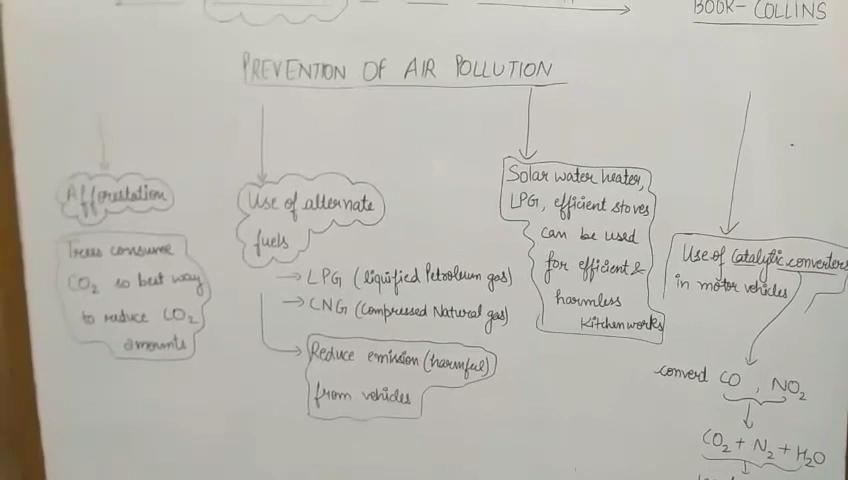 BOOK-COLLINS
PREVENTION OF AIR POLLUTION
Afforestation
Trees consume
CO2 so best way
to reduce CO2
amounts
Use of alternate
fuels
→ LPG (liquified Petroleum gas)
→ CNG (Compressed Natural gas)
Reduce emission (harmful)
from vehicles
Solar water heater,
LPG, efficient stoves
can be used
for efficient &
harmless
Kitchen works
Use of Catalytic converters
in motor vehicles
convert CO, NO2
CO2 + N2 + H2O